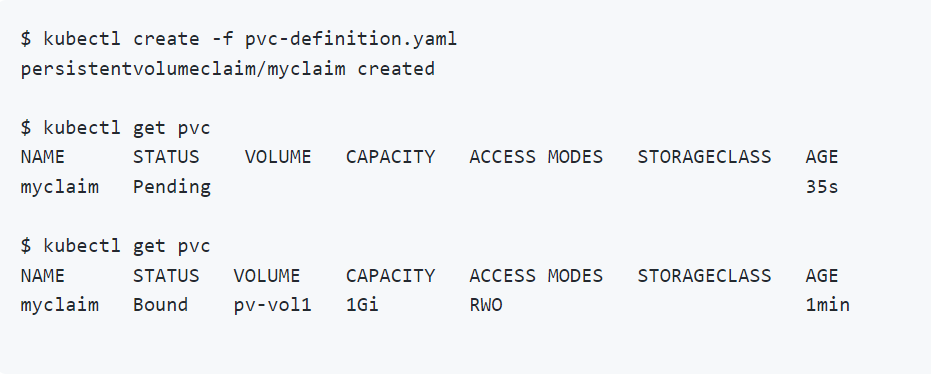 $ kubectl create -f pvc-definition.yaml
persistentvolumeclaim/myclaim created
$ kubectl get pvc
NAME STATUS VOLUME CAPACITY ACCESS MODES STORAGECLASS AGE
myclaim Pending 35s
$ kubectl get pvc
NAME STATUS VOLUME CAPACITY ACCESS MODES STORAGECLASS AGE
myclaim Bound pv-vol1 1Gi RWO 1min